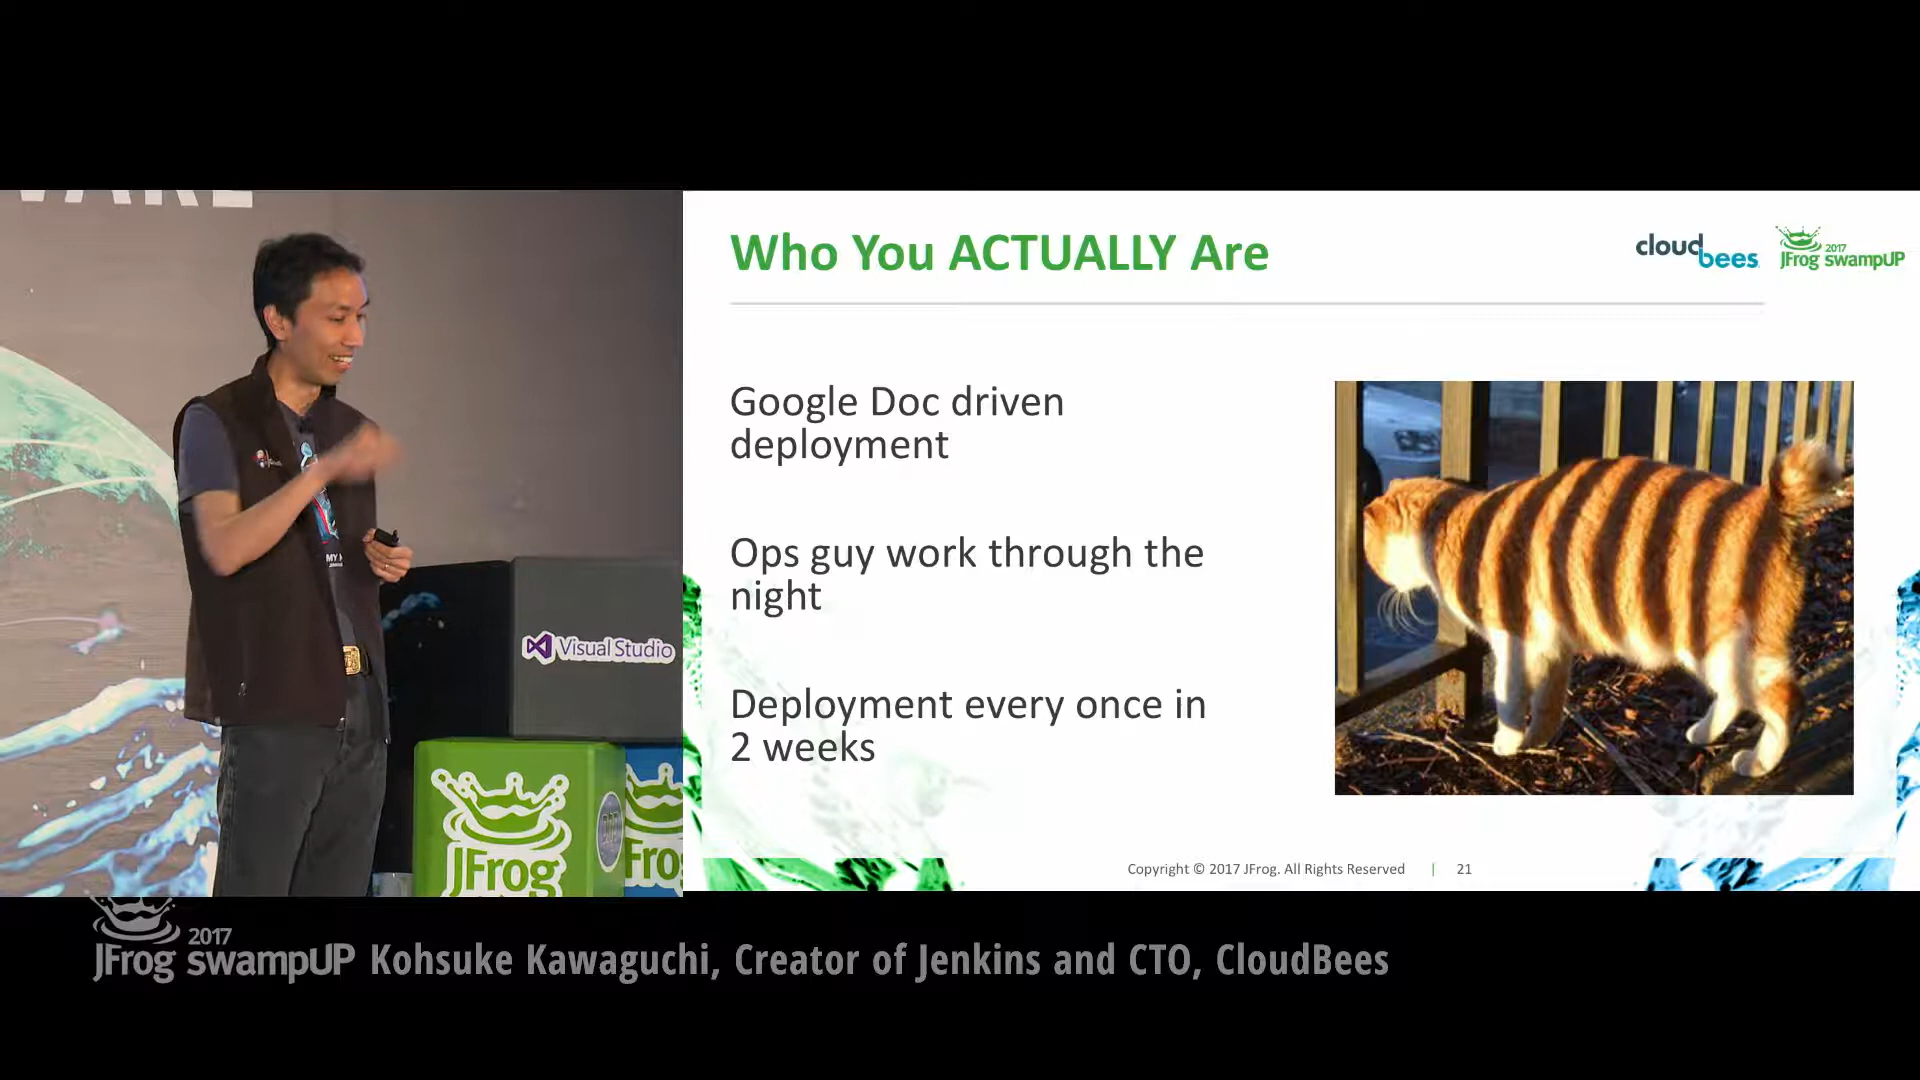 Who You ACTUALLY Are
cloudbees
2017
JFrog swampUP
Google Doc driven
deployment
Ops guy work through the
night
Deployment every once in
2 weeks
Copyright © 2017 JFrog. All Rights Reserved | 21
Visual Studio
JFrog
MY
2017
JFrog swampUP Kohsuke Kawaguchi, Creator of Jenkins and CTO, CloudBees